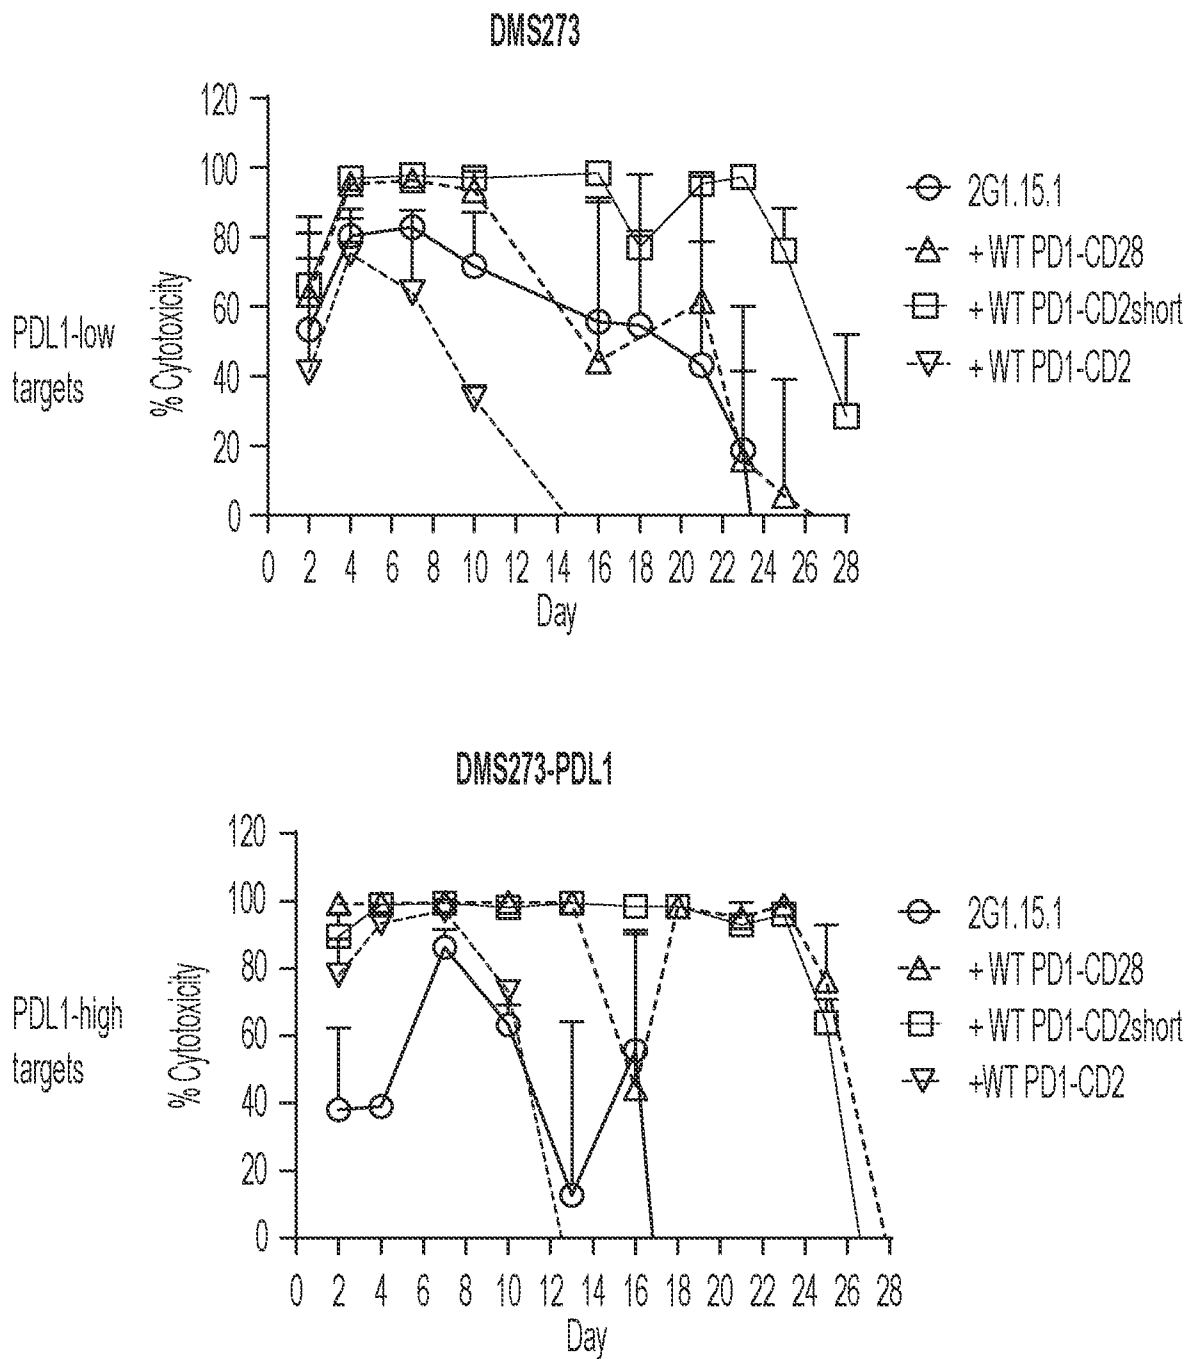 DMS273
PDL1-low
targets
% Cytotoxicity
120
100
80
60
40
20
0
0 2 4 6 8 10 12 14 16 18 20 22 24 26 28
Day
2G1.15.1
+ WT PD1-CD28
+ WT PD1-CD2short
+ WT PD1-CD2
DMS273-PDL1
PDL1-high
targets
% Cytotoxicity
120
100
80
60
40
20
0
0 2 4 6 8 10 12 14 16 18 20 22 24 26 28
Day
2G1.15.1
+ WT PD1-CD28
+ WT PD1-CD2short
+WT PD1-CD2